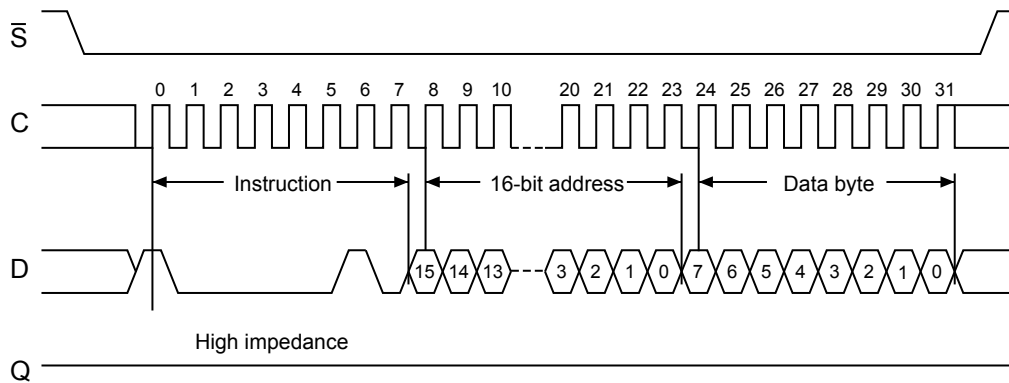 S̅
0 1 2 3 4 5 6 7 8 9 10 20 21 22 23 24 25 26 27 28 29 30 31
C
Instruction 16-bit address Data byte
D 15 14 13 3 2 1 0 7 6 5 4 3 2 1 0
High impedance
Q